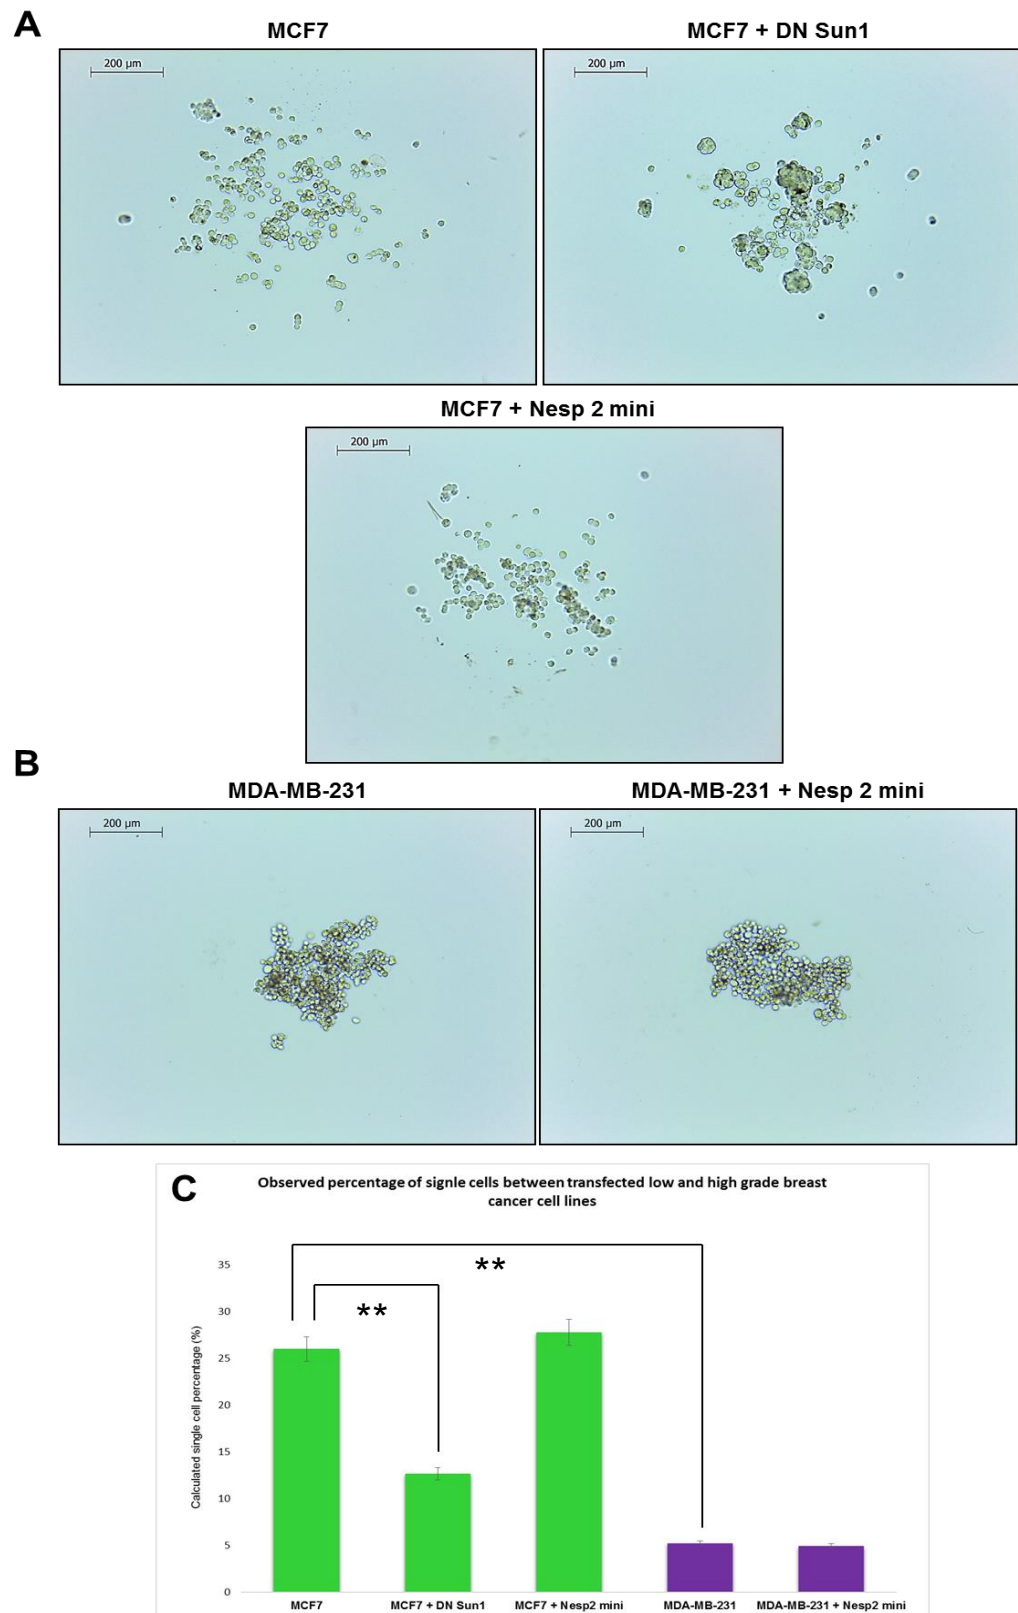 A
MCF7
MCF7 + DN Sun1
200 µm
200 µm
MCF7 + Nesp 2 mini
200 µm
B
MDA-MB-231
MDA-MB-231 + Nesp 2 mini
200 µm
200 µm
C
Observed percentage of signle cells between transfected low and high grade breast
cancer cell lines
Calculated single cell percentage (%)
35
30
25
20
15
10
5
0
**
**
MCF7
MCF7 + DN Sun1
MCF7 + Nesp2 mini
MDA-MB-231
MDA-MB-231 + Nesp2 mini